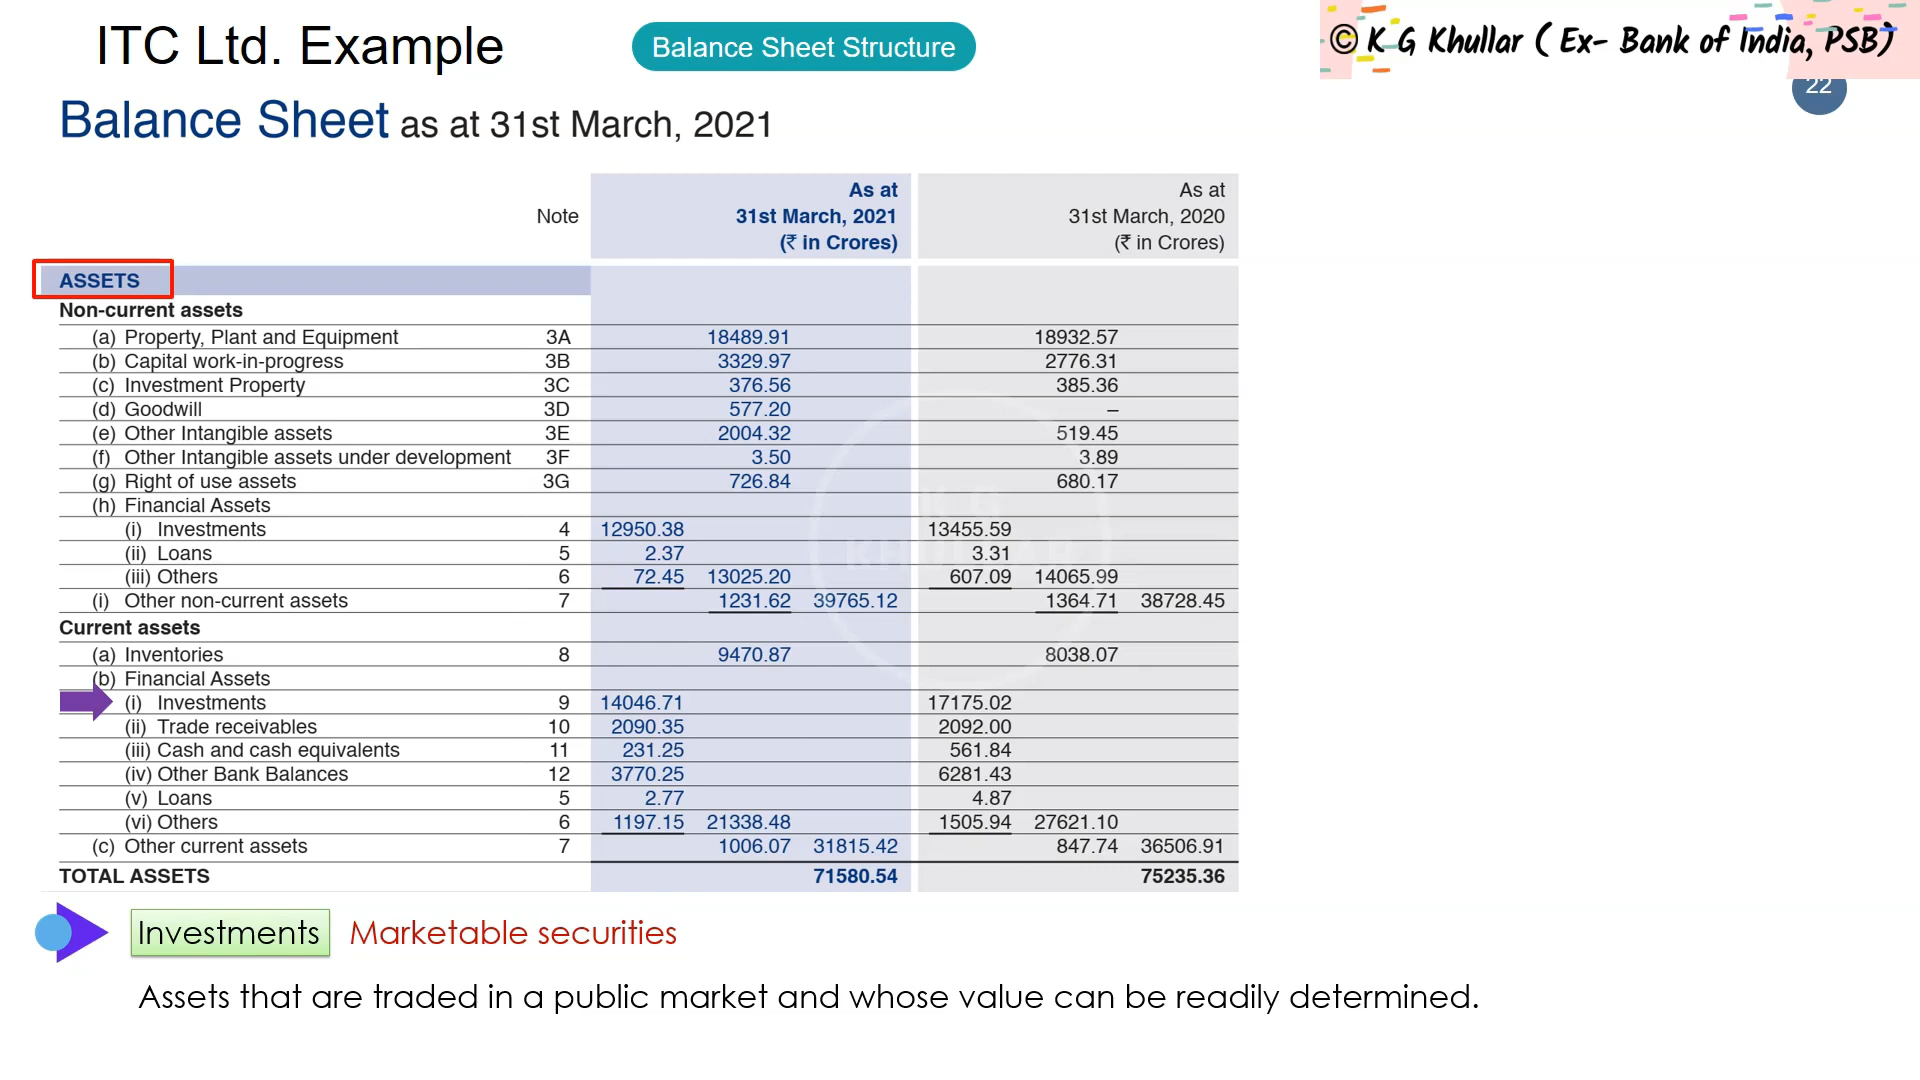 ITC Ltd. Example
Balance Sheet Structure
© K G Khullar ( Ex- Bank of India, PSB)
22
Balance Sheet as at 31st March, 2021
Note
As at
31st March, 2021
(₹ in Crores)
As at
31st March, 2020
(₹ in Crores)
ASSETS
Non-current assets
(a) Property, Plant and Equipment 3A 18489.91 18932.57
(b) Capital work-in-progress 3B 3329.97 2776.31
(c) Investment Property 3C 376.56 385.36
(d) Goodwill 3D 577.20 –
(e) Other Intangible assets 3E 2004.32 519.45
(f) Other Intangible assets under development 3F 3.50 3.89
(g) Right of use assets 3G 726.84 680.17
(h) Financial Assets
(i) Investments 4 12950.38 13455.59
(ii) Loans 5 2.37 3.31
(iii) Others 6 72.45 13025.20 607.09 14065.99
(i) Other non-current assets 7 1231.62 39765.12 1364.71 38728.45
Current assets
(a) Inventories 8 9470.87 8038.07
(b) Financial Assets
(i) Investments 9 14046.71 17175.02
(ii) Trade receivables 10 2090.35 2092.00
(iii) Cash and cash equivalents 11 231.25 561.84
(iv) Other Bank Balances 12 3770.25 6281.43
(v) Loans 5 2.77 4.87
(vi) Others 6 1197.15 21338.48 1505.94 27621.10
(c) Other current assets 7 1006.07 31815.42 847.74 36506.91
TOTAL ASSETS 71580.54 75235.36
K G
KHULLAR
Investments Marketable securities
Assets that are traded in a public market and whose value can be readily determined.